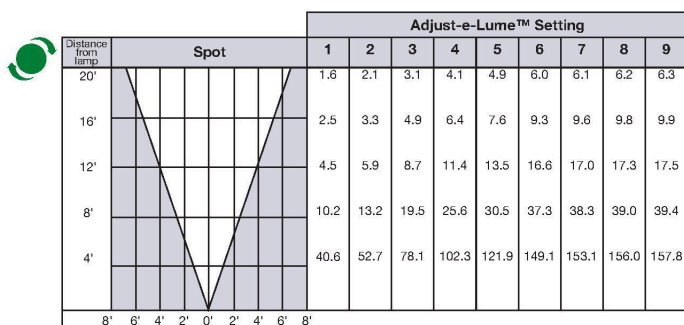 Adjust-e-Lume™ Setting
Distance from lamp Spot 1 2 3 4 5 6 7 8 9
20' 1.6 2.1 3.1 4.1 4.9 6.0 6.1 6.2 6.3
16' 2.5 3.3 4.9 6.4 7.6 9.3 9.6 9.8 9.9
12' 4.5 5.9 8.7 11.4 13.5 16.6 17.0 17.3 17.5
8' 10.2 13.2 19.5 25.6 30.5 37.3 38.3 39.0 39.4
4' 40.6 52.7 78.1 102.3 121.9 149.1 153.1 156.0 157.8
8' 6' 4' 2' 0' 2' 4' 6' 8'